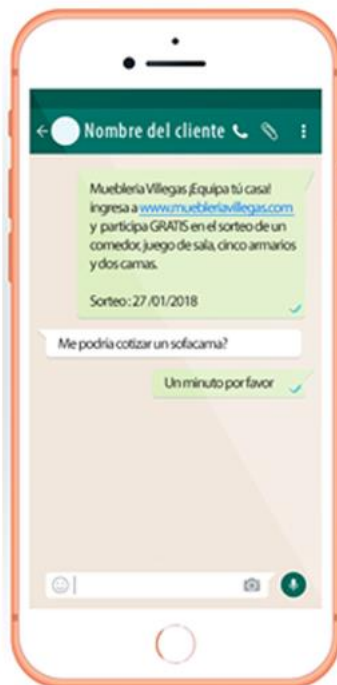 Nombre del cliente
Muebleria Villegas ¡Equipa tú casa!
ingresa a www.muebleriavillegas.com
y participa GRATIS en el sorteo de un
comedor, juego de sala, cinco armarios
y dos camas.
Sorteo: 27 /01/2018
Me podría cotizar un sofacama?
Un minuto por favor